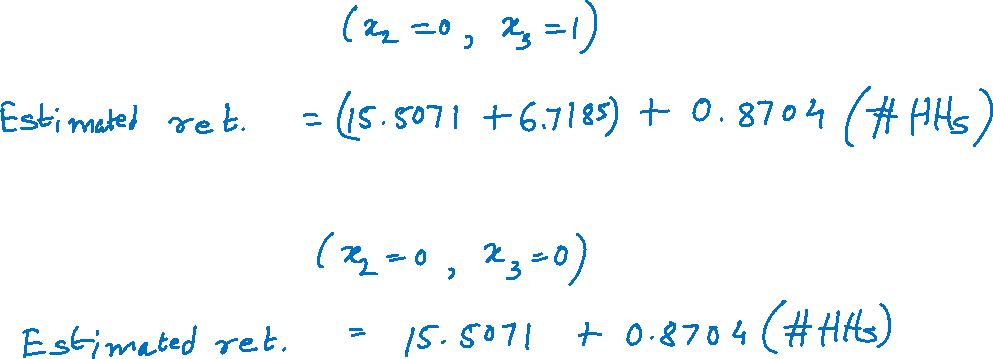 (x₂ = 0, x₃ = 1)
Estimated ret. = (15.5071 + 6.7185) + 0.8704 (# HHs)
(x₂ = 0, x₃ = 0)
Estimated ret. = 15.5071 + 0.8704 (# HHs)